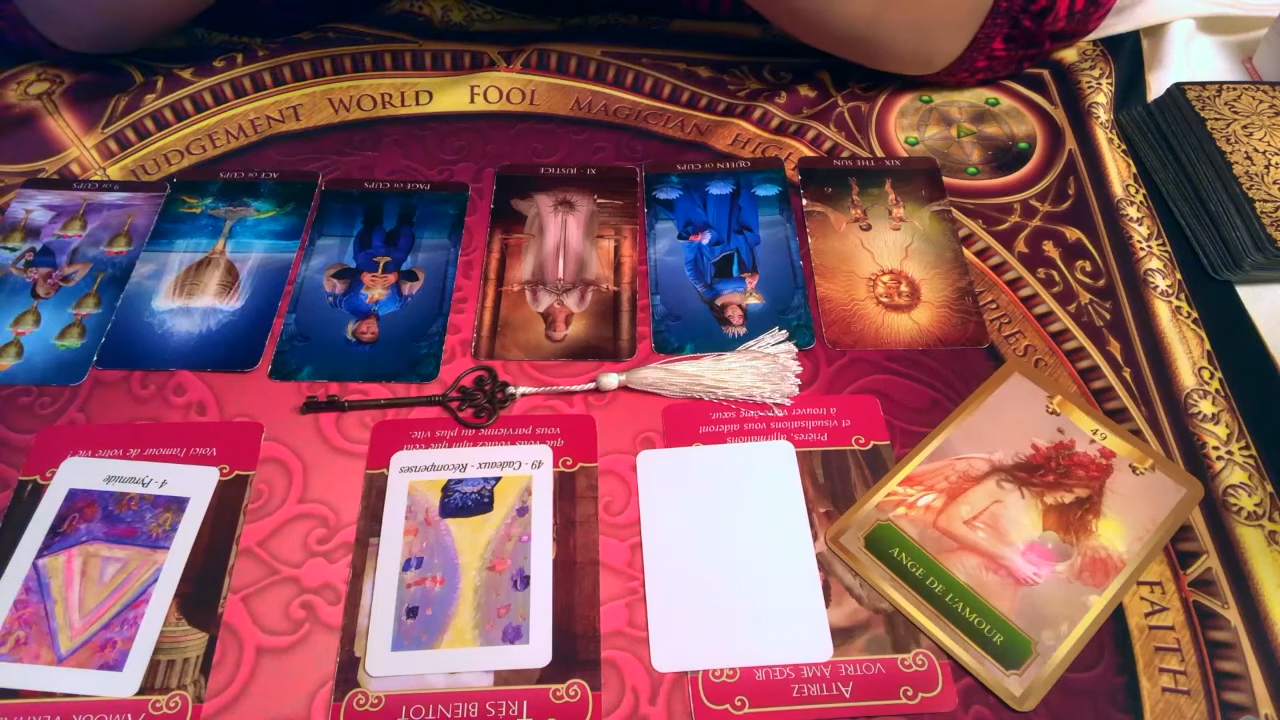 JUDGEMENT WORLD FOOL MAGICIAN HIGH
9 OF CUPS
ACE OF CUPS
PAGE OF CUPS
XI · JUSTICE
QUEEN OF CUPS
XIX · THE SUN
Voici l'amour de votre vie !
4 - Pyramide
que vous voulez afin que cela
vous parvienne au plus vite.
49 - Cadeaux - Récompenses
TRÈS BIENTÔT
Prières, affirmations
et visualisations vous aideront
à trouver votre âme sœur.
ATTIREZ
VOTRE ÂME SŒUR
49
ANGE DE L'AMOUR
FAITH